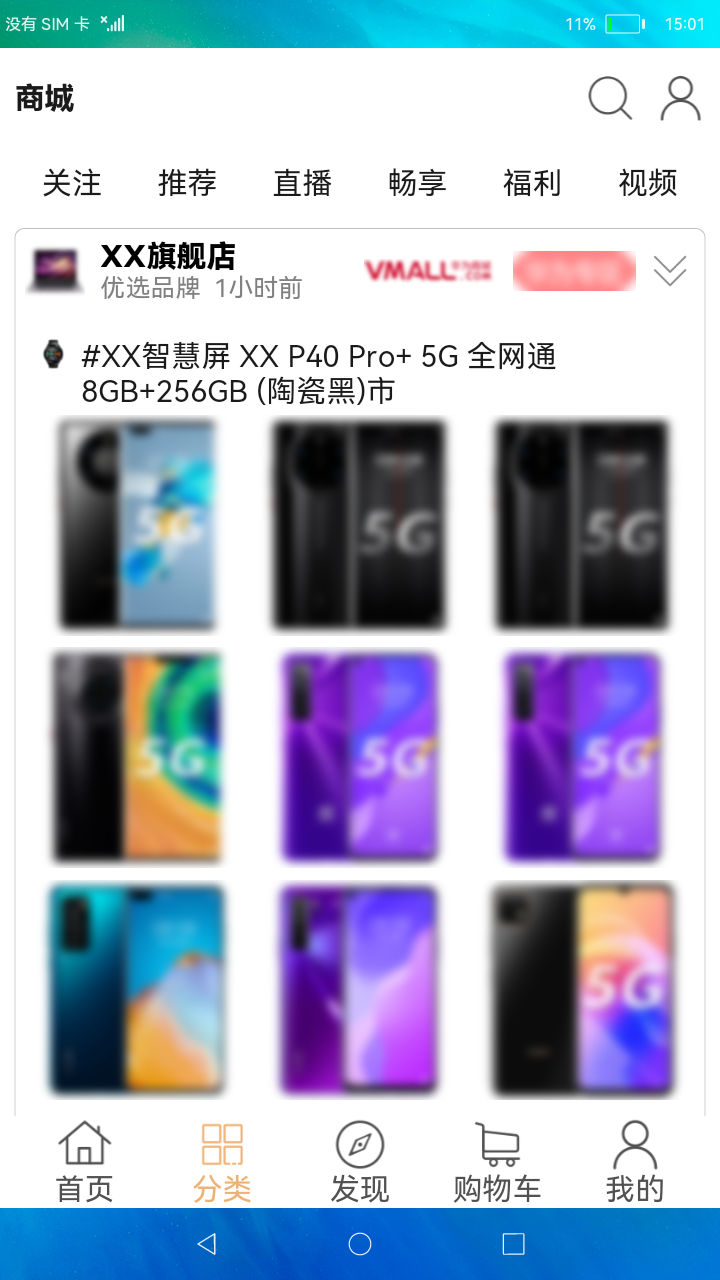 没有 SIM 卡
11%
15:01
商城
关注 推荐 直播 畅享 福利 视频
XX旗舰店
优选品牌 1小时前
VMALL
.COM
#XX智慧屏 XX P40 Pro+ 5G 全网通
8GB+256GB (陶瓷黑)市
5G 5G 5G
5G 5G 5G
5G
首页 分类 发现 购物车 我的